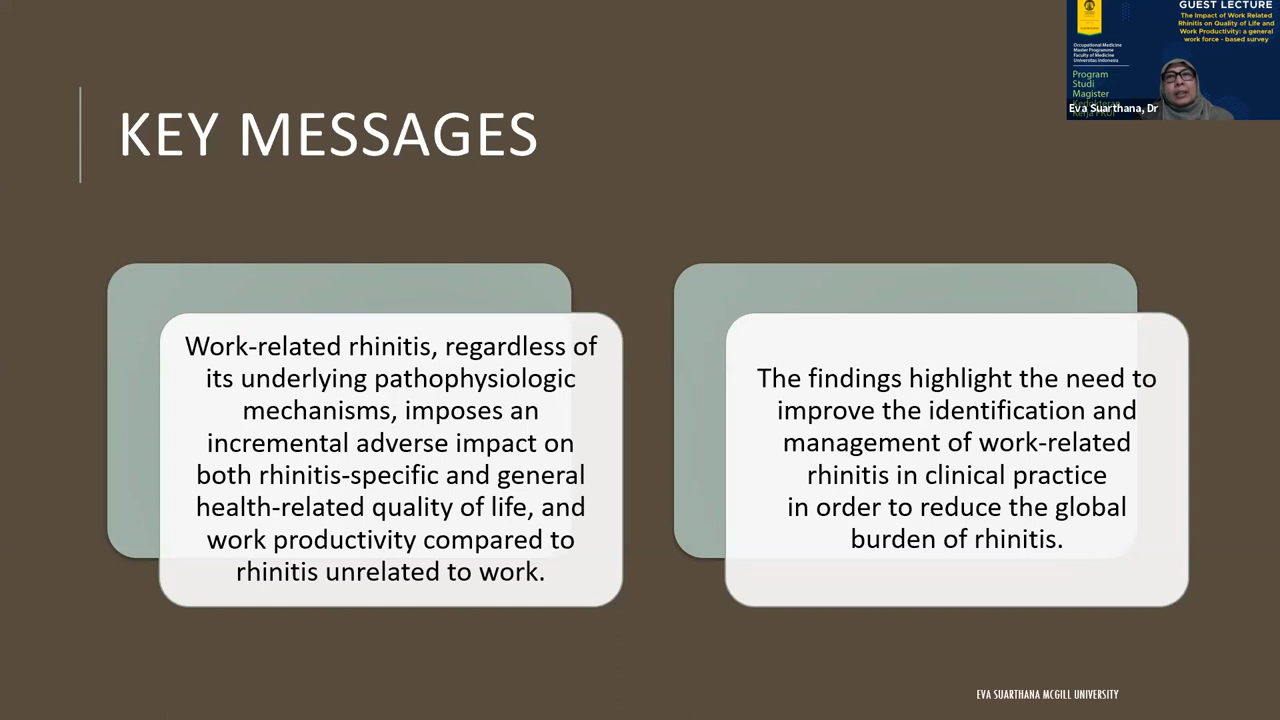 KEY MESSAGES
Work-related rhinitis, regardless of
its underlying pathophysiologic
mechanisms, imposes an
incremental adverse impact on
both rhinitis-specific and general
health-related quality of life, and
work productivity compared to
rhinitis unrelated to work.
The findings highlight the need to
improve the identification and
management of work-related
rhinitis in clinical practice
in order to reduce the global
burden of rhinitis.
EVA SUARTHANA MCGILL UNIVERSITY
GUEST LECTURE
The Impact of Work Related
Rhinitis on Quality of Life and
Work Productivity: a general
work force - based survey
Occupational Medicine
Master Programme
Faculty of Medicine
Universitas Indonesia
Program
Studi
Magister
Eva Suarthana, Dr